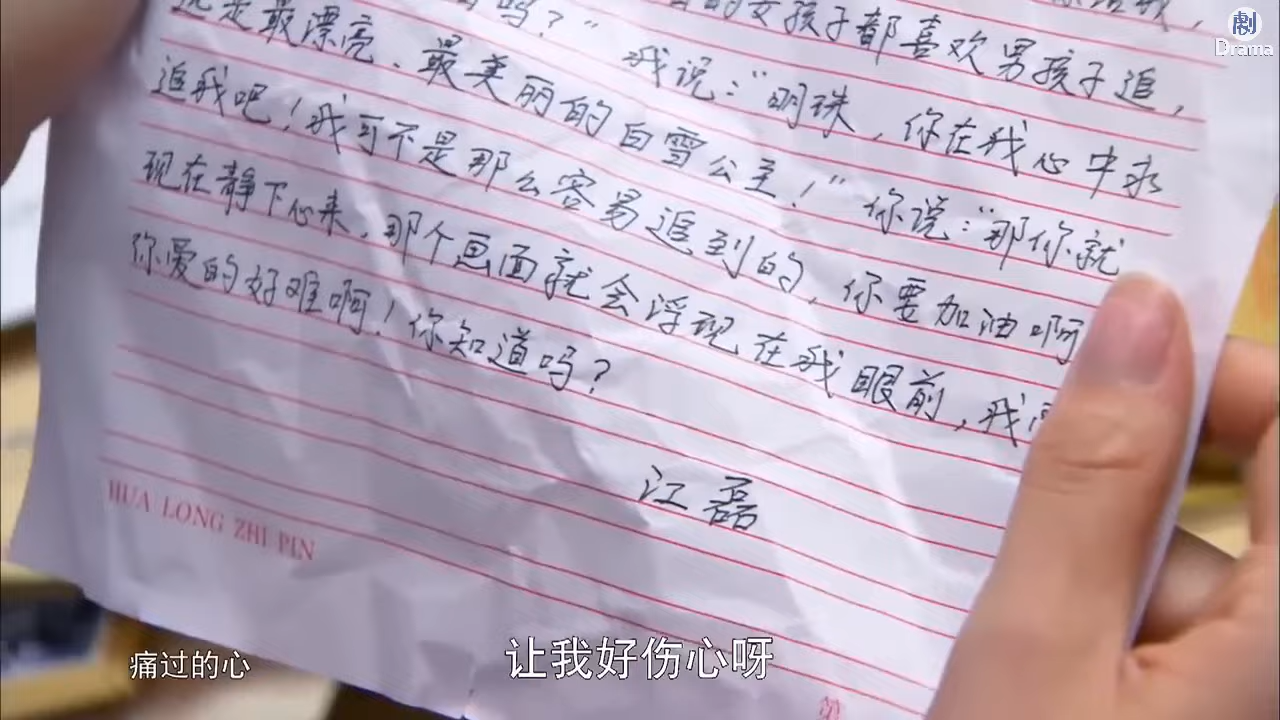 的女孩子都喜欢男孩子追，
吗？” 我说：“明珠，你在我心中永
是最漂亮、最美丽的白雪公主！” 你说：“那你就
追我吧！我可不是那么容易追到的，你要加油啊
现在静下心来，那个画面就会浮现在我眼前，我
你爱的好难啊！你知道吗？
江磊
HUA LONG ZHI PIN
第
劇
Drama
痛过的心
让我好伤心呀